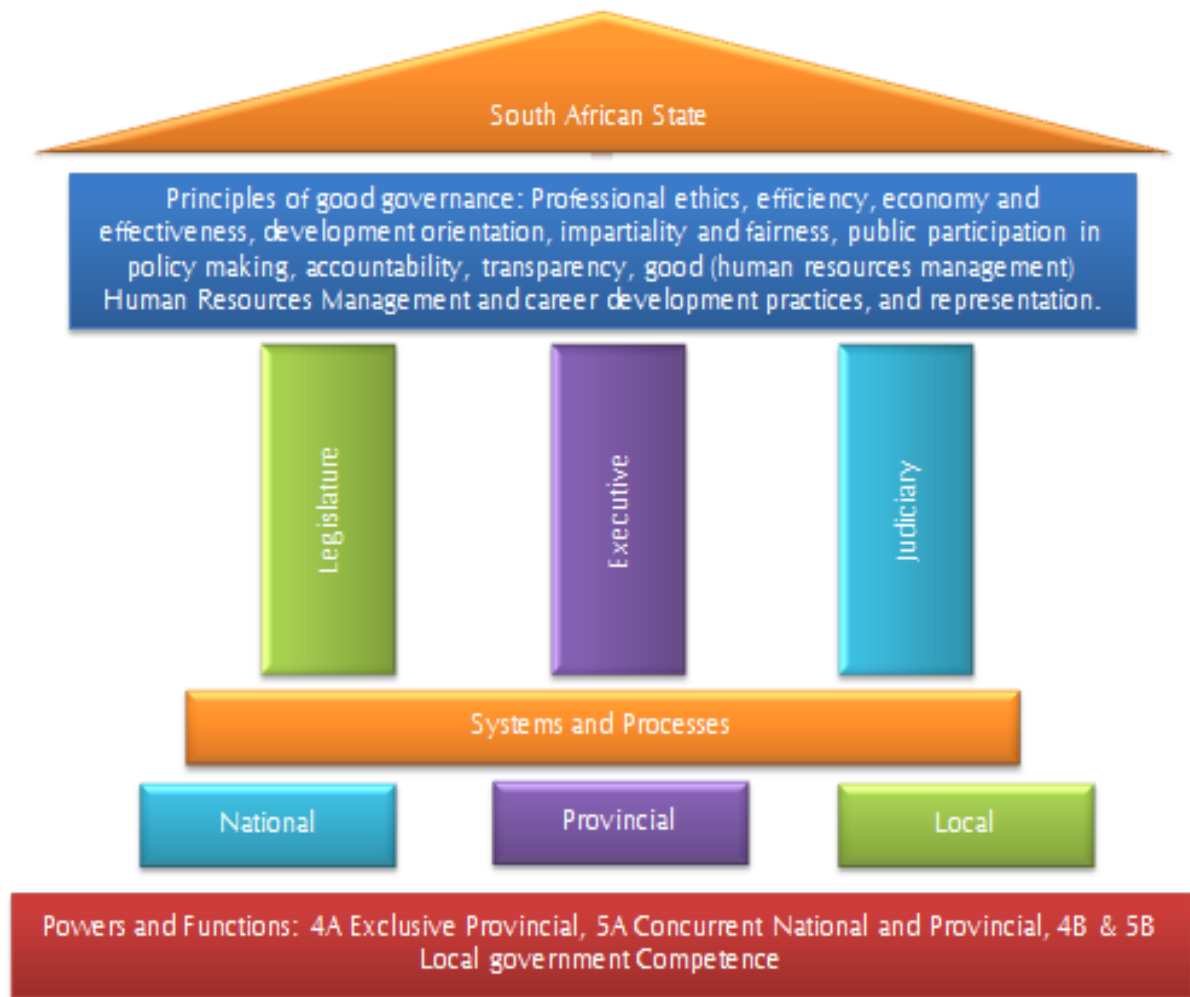 South African State
Principles of good governance: Professional ethics, efficiency, economy and
effectiveness, development orientation, impartiality and fairness, public participation in
policy making, accountability, transparency, good (human resources management)
Human Resources Management and career development practices, and representation.
Legislature
Executive
Judiciary
Systems and Processes
National
Provincial
Local
Powers and Functions: 4A Exclusive Provincial, 5A Concurrent National and Provincial, 4B & 5B
Local government Competence